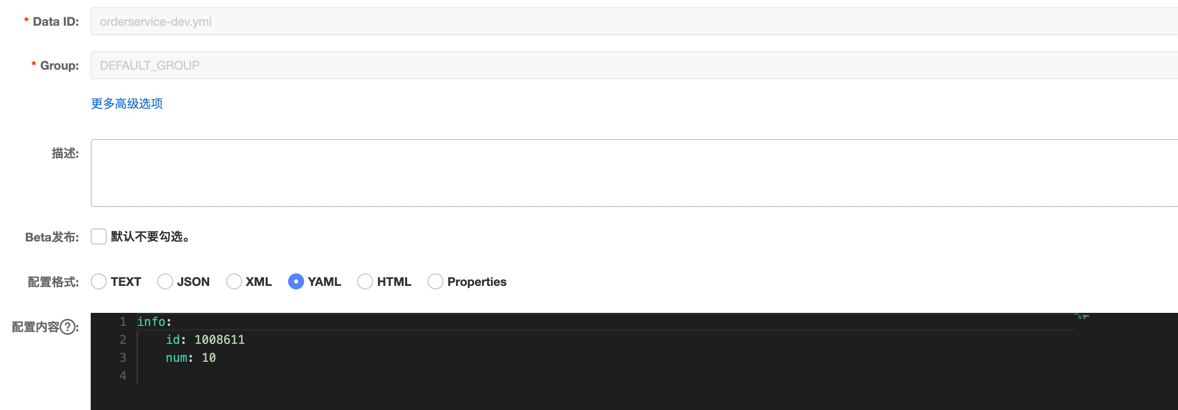 * Data ID: orderservice-dev.yml
* Group: DEFAULT_GROUP
更多高级选项
描述:
Beta发布: 默认不要勾选。
配置格式: TEXT JSON XML YAML HTML Properties
配置内容?: 1 info:
2 id: 1008611
3 num: 10
4